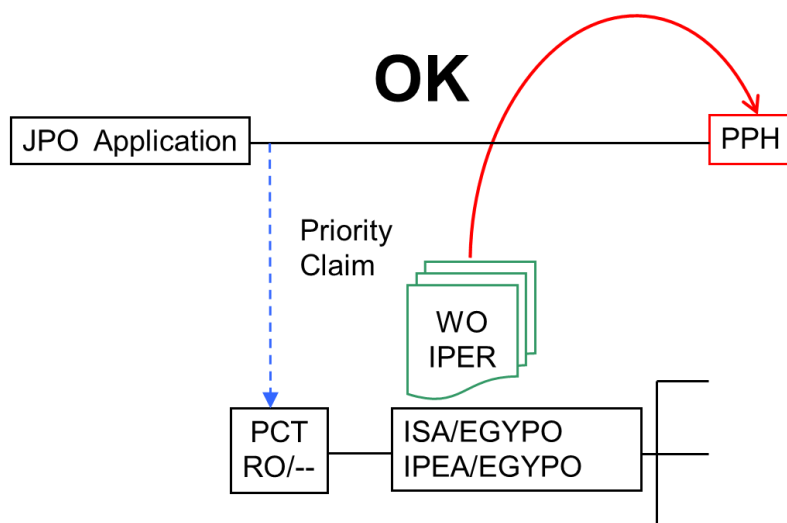 OK
JPO Application
PPH
Priority
Claim
WO
IPER
PCT
RO/--
ISA/EGYPO
IPEA/EGYPO